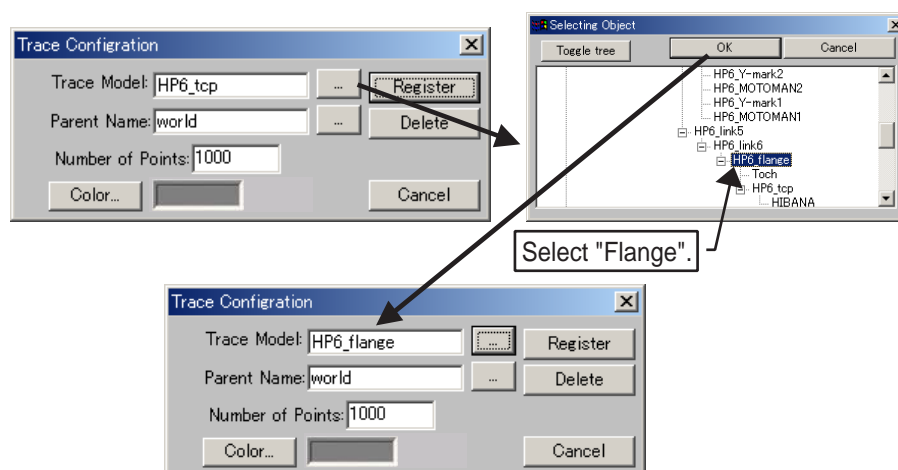 Trace Configration
Trace Model: HP6_tcp ... Register
Parent Name: world ... Delete
Number of Points: 1000
Color... Cancel
Selecting Object
Toggle tree OK Cancel
HP6_Y-mark2
HP6_MOTOMAN2
HP6_Y-mark1
HP6_MOTOMAN1
HP6_link5
HP6_link6
HP6_flange
Toch
HP6_tcp
HIBANA
Select "Flange".
Trace Configration
Trace Model: HP6_flange ... Register
Parent Name: world ... Delete
Number of Points: 1000
Color... Cancel